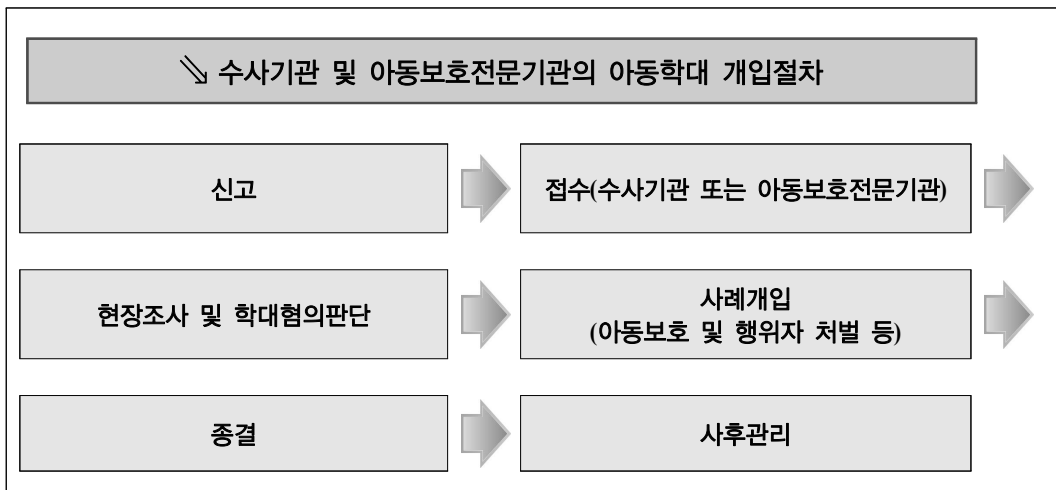 ⇘ 수사기관 및 아동보호전문기관의 아동학대 개입절차
신고
접수(수사기관 또는 아동보호전문기관)
현장조사 및 학대혐의판단
사례개입
(아동보호 및 행위자 처벌 등)
종결
사후관리